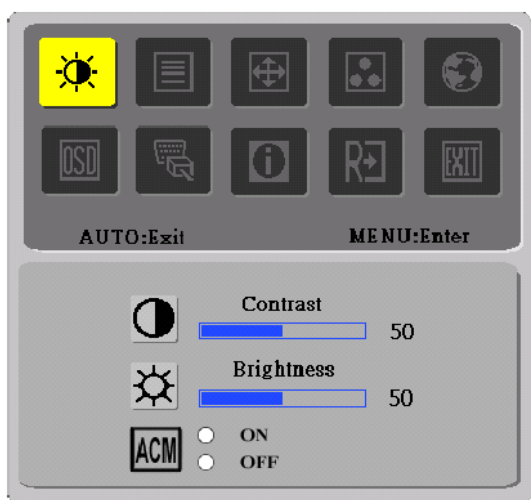 OSD
R
EXIT
AUTO:Exit
MENU:Enter
Contrast
50
Brightness
50
ACM
ON
OFF